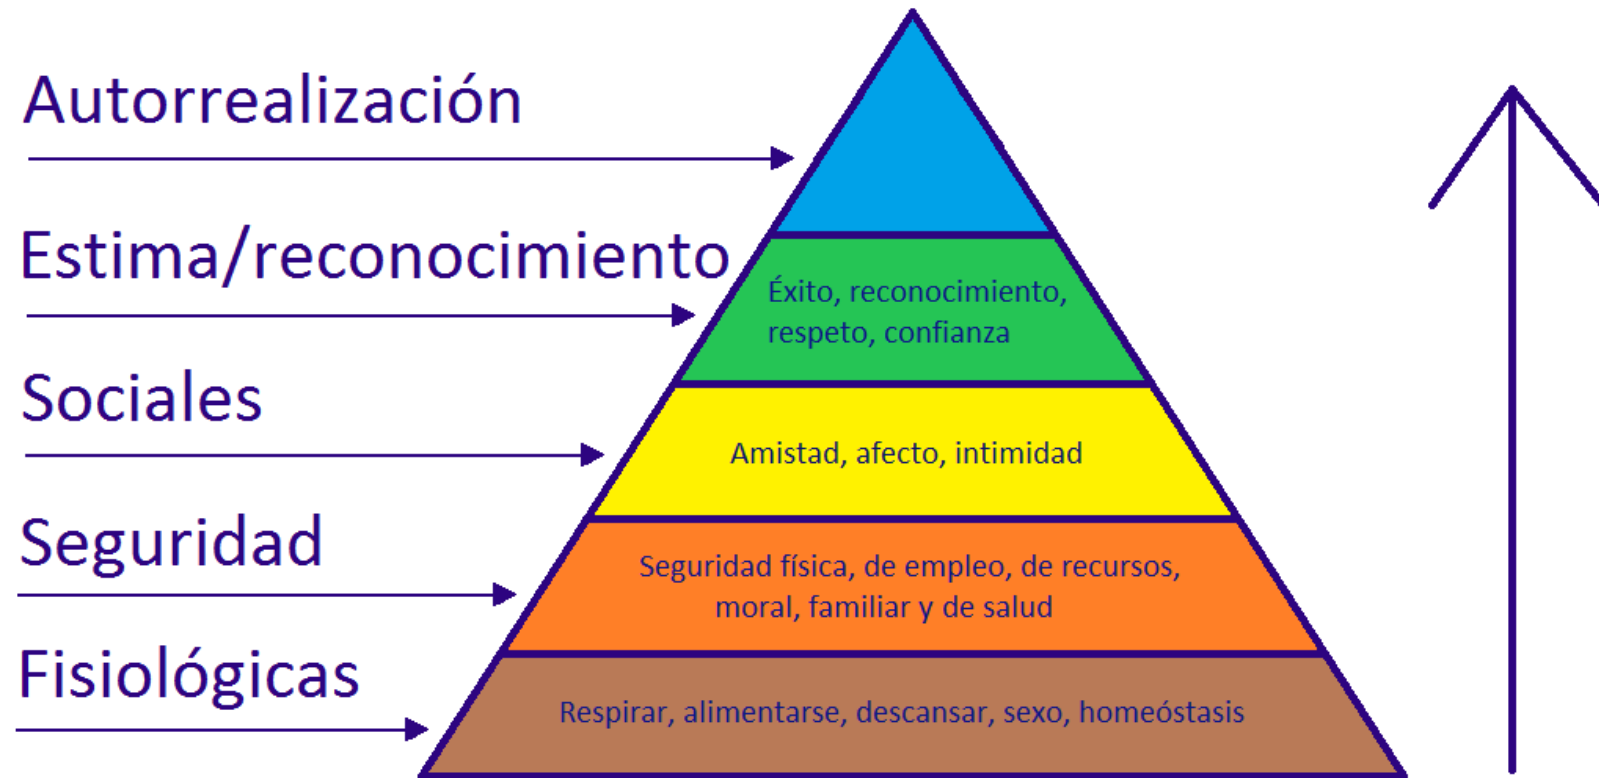 Autorrealización
Estima/reconocimiento
Éxito, reconocimiento,
respeto, confianza
Sociales
Amistad, afecto, intimidad
Seguridad
Seguridad física, de empleo, de recursos,
moral, familiar y de salud
Fisiológicas
Respirar, alimentarse, descansar, sexo, homeóstasis